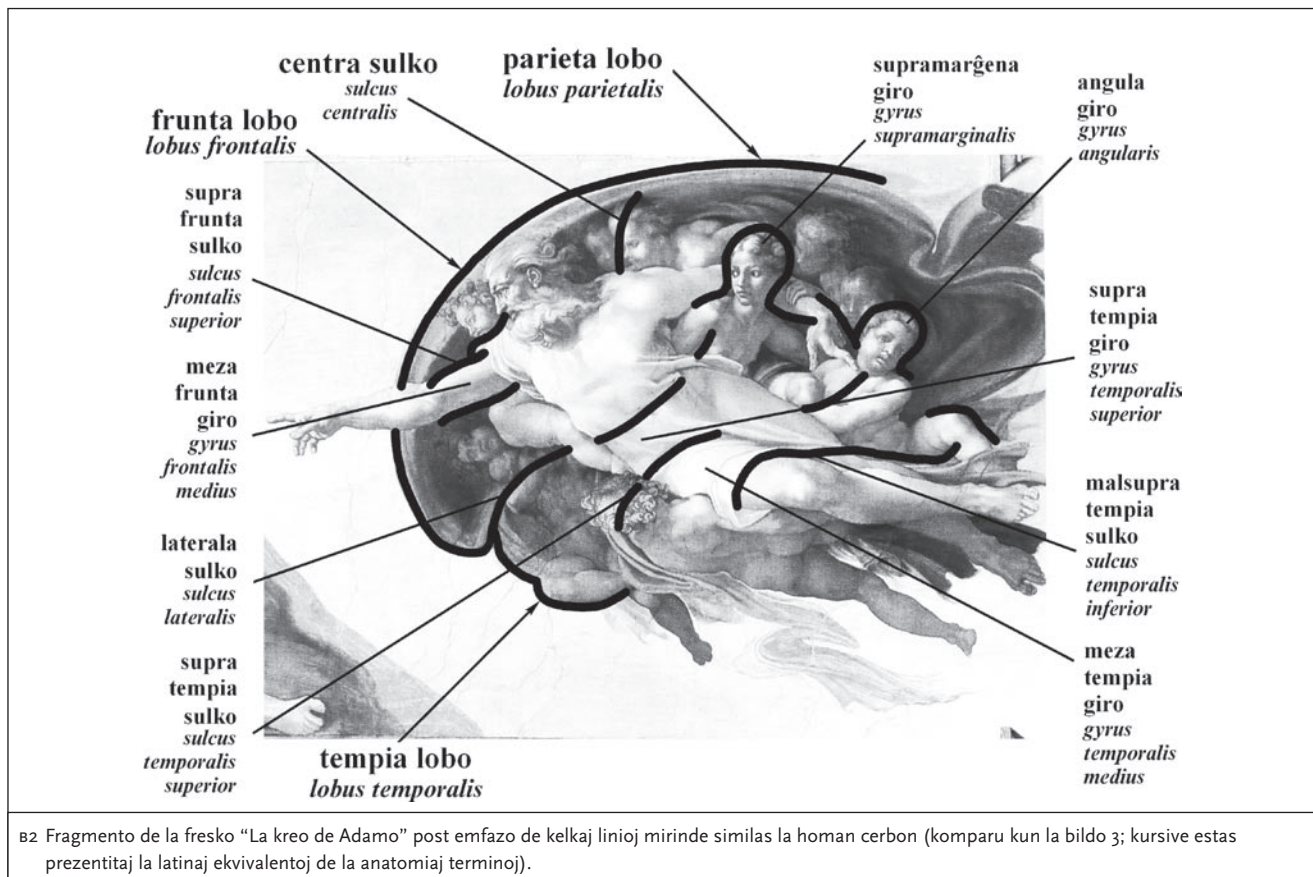 centra sulko
sulcus
centralis
parieta lobo
lobus parietalis
supramarĝena
giro
gyrus
supramarginalis
angula
giro
gyrus
angularis
frunta lobo
lobus frontalis
supra
frunta
sulko
sulcus
frontalis
superior
meza
frunta
giro
gyrus
frontalis
medius
laterala
sulko
sulcus
lateralis
supra
tempia
sulko
sulcus
temporalis
superior
tempia lobo
lobus temporalis
supra
tempia
giro
gyrus
temporalis
superior
malsupra
tempia
sulko
sulcus
temporalis
inferior
meza
tempia
giro
gyrus
temporalis
medius
B2 Fragmento de la fresko “La kreo de Adamo” post emfazo de kelkaj linioj mirinde similas la homan cerbon (komparu kun la bildo 3; kursive estas
prezentitaj la latinaj ekvivalentoj de la anatomiaj terminoj).